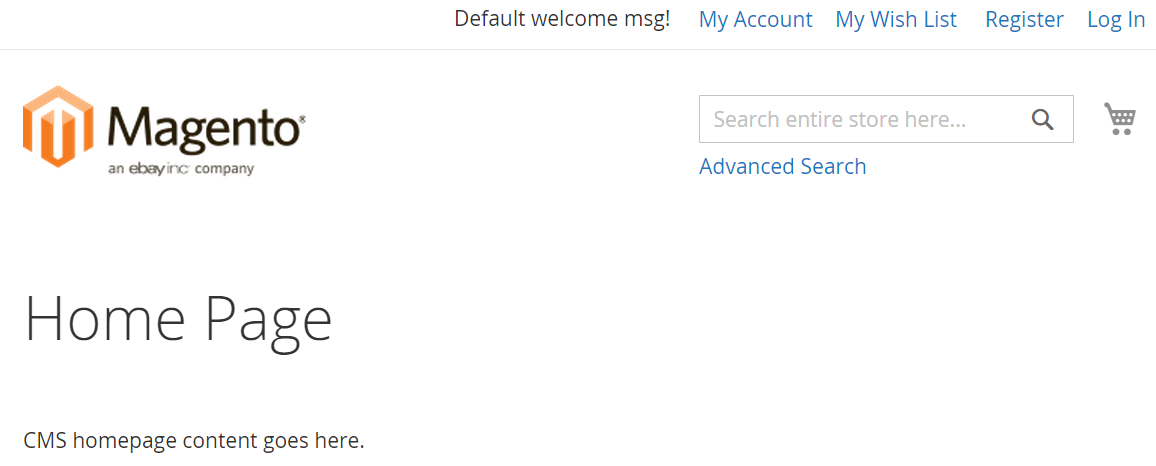 Default welcome msg! My Account My Wish List Register Log In
Magento®
an ebay inc company
Search entire store here...
Advanced Search
Home Page
CMS homepage content goes here.